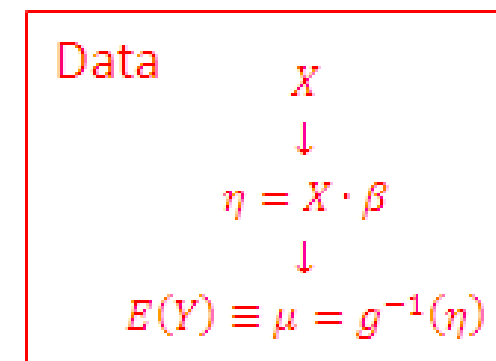 Data
X
↓
η = X · β
↓
E(Y) ≡ μ = g⁻¹(η)